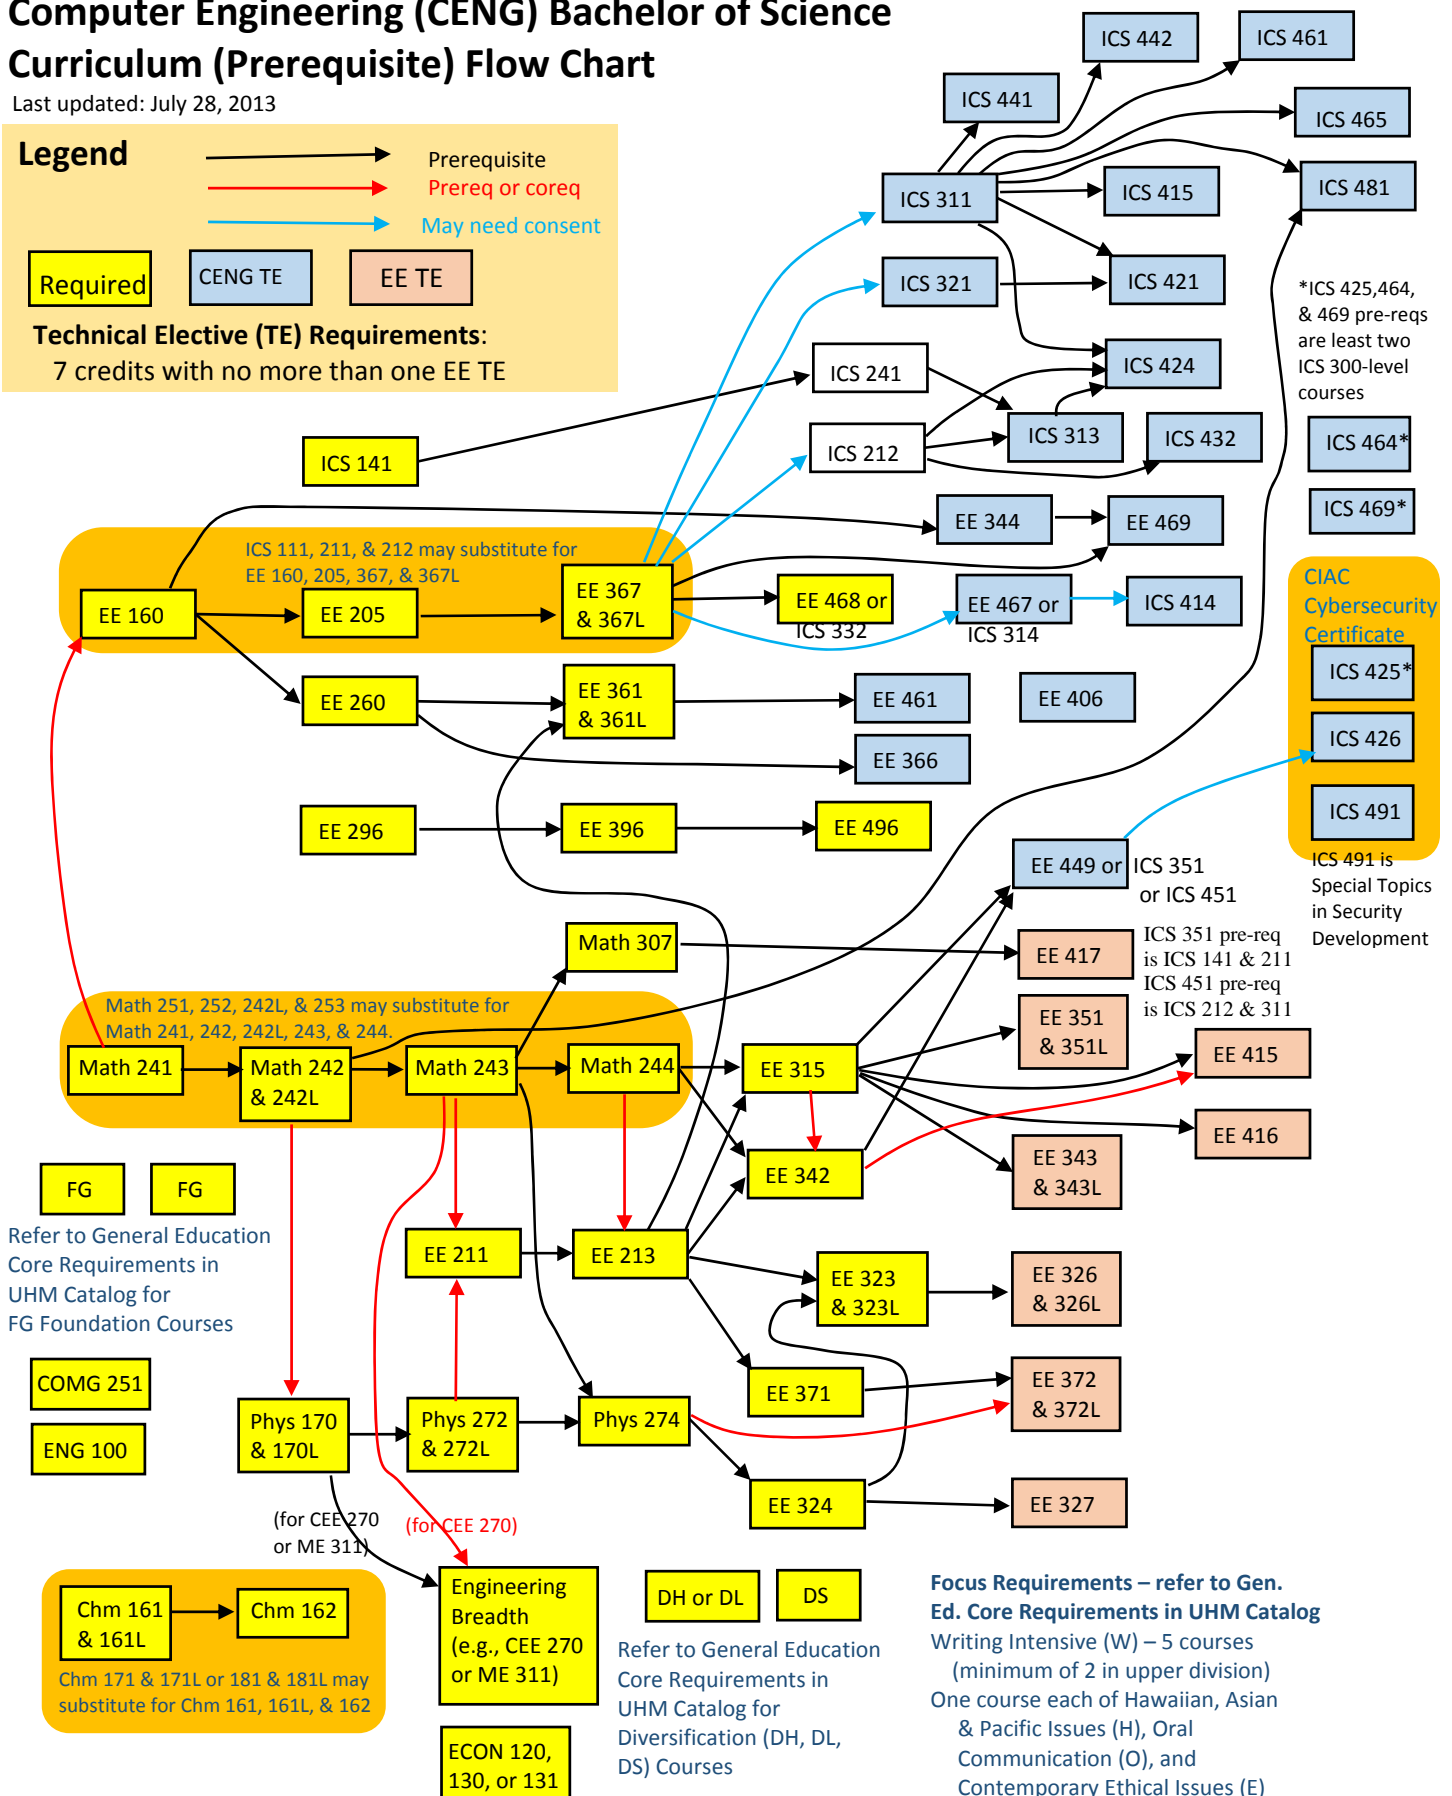 Computer Engineering (CENG) Bachelor of Science
Curriculum (Prerequisite) Flow Chart
Last updated: July 28, 2013
Legend
Prerequisite
Prereq or coreq
May need consent
Required
CENG TE
EE TE
Technical Elective (TE) Requirements:
7 credits with no more than one EE TE
ICS 442
ICS 461
ICS 441
ICS 465
ICS 311
ICS 415
ICS 481
ICS 321
ICS 421
*ICS 425,464,
& 469 pre-reqs
are least two
ICS 300-level
courses
ICS 241
ICS 424
ICS 141
ICS 212
ICS 313
ICS 432
ICS 464*
EE 344
EE 469
ICS 469*
ICS 111, 211, & 212 may substitute for
EE 160, 205, 367, & 367L
EE 160
EE 205
EE 367
& 367L
EE 468 or
ICS 332
EE 467 or
ICS 314
ICS 414
CIAC
Cybersecurity
Certificate
ICS 425*
ICS 426
ICS 491
ICS 491 is
Special Topics
in Security
Development
EE 260
EE 361
& 361L
EE 461
EE 406
EE 366
EE 296
EE 396
EE 496
EE 449 or
ICS 351
or ICS 451
ICS 351 pre-req
is ICS 141 & 211
ICS 451 pre-req
is ICS 212 & 311
Math 307
EE 417
Math 251, 252, 242L, & 253 may substitute for
Math 241, 242, 242L, 243, & 244.
Math 241
Math 242
& 242L
Math 243
Math 244
EE 315
EE 351
& 351L
EE 415
EE 416
EE 342
EE 343
& 343L
FG
FG
Refer to General Education
Core Requirements in
UHM Catalog for
FG Foundation Courses
EE 211
EE 213
EE 323
& 323L
EE 326
& 326L
COMG 251
ENG 100
EE 371
EE 372
& 372L
Phys 170
& 170L
Phys 272
& 272L
Phys 274
EE 324
EE 327
(for CEE 270
or ME 311)
(for CEE 270)
Chm 161
& 161L
Chm 162
Chm 171 & 171L or 181 & 181L may
substitute for Chm 161, 161L, & 162
Engineering
Breadth
(e.g., CEE 270
or ME 311)
ECON 120,
130, or 131
DH or DL
DS
Refer to General Education
Core Requirements in
UHM Catalog for
Diversification (DH, DL,
DS) Courses
Focus Requirements – refer to Gen.
Ed. Core Requirements in UHM Catalog
Writing Intensive (W) – 5 courses
(minimum of 2 in upper division)
One course each of Hawaiian, Asian
& Pacific Issues (H), Oral
Communication (O), and
Contemporary Ethical Issues (E)